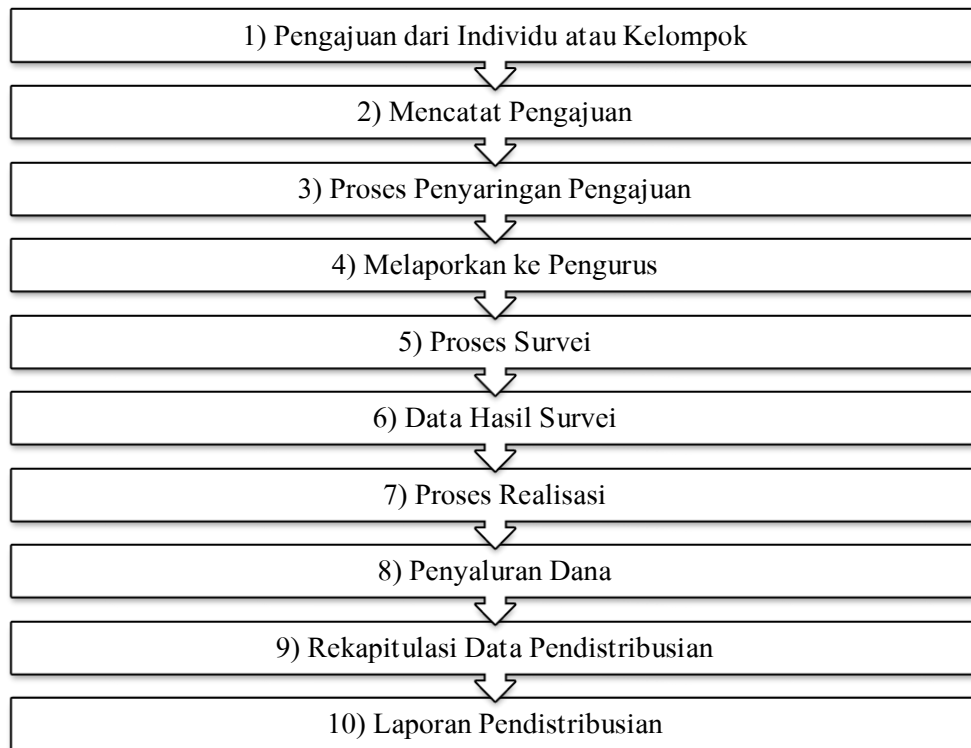 1) Pengajuan dari Individu atau Kelompok
2) Mencatat Pengajuan
3) Proses Penyaringan Pengajuan
4) Melaporkan ke Pengurus
5) Proses Survei
6) Data Hasil Survei
7) Proses Realisasi
8) Penyaluran Dana
9) Rekapitulasi Data Pendistribusian
10) Laporan Pendistribusian